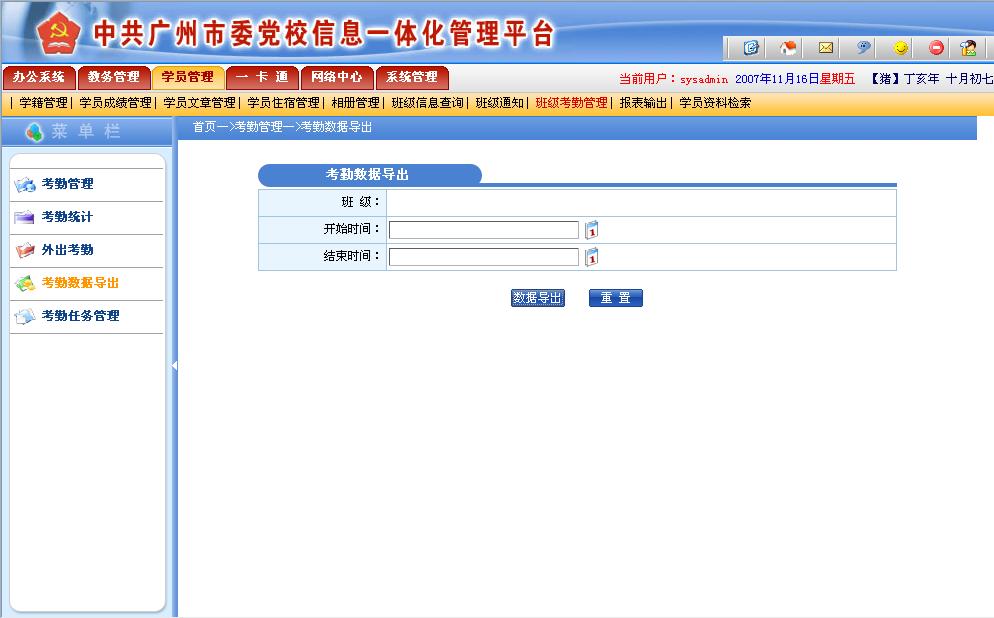 中共广州市委党校信息一体化管理平台
办公系统 教务管理 学员管理 一 卡 通 网络中心 系统管理
当前用户：sysadmin 2007年11月16日星期五 【猪】丁亥年 十月初七
| 学籍管理| 学员成绩管理| 学员文章管理| 学员住宿管理| 相册管理| 班级信息查询| 班级通知| 班级考勤管理| 报表输出| 学员资料检索
菜 单 栏
首页—>考勤管理—>考勤数据导出
考勤管理
考勤统计
外出考勤
考勤数据导出
考勤任务管理
考勤数据导出
班 级：
开始时间：
1
结束时间：
1
数据导出 重 置